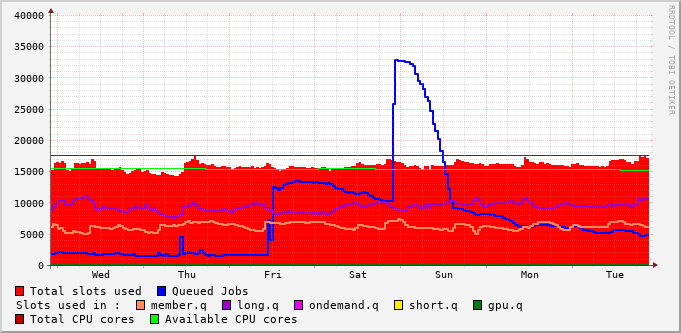 40000
35000
30000
25000
20000
15000
10000
5000
0
Wed Thu Fri Sat Sun Mon Tue
RRDTOOL / TOBI OETIKER
Total slots used Queued Jobs
Slots used in : member.q long.q ondemand.q short.q gpu.q
Total CPU cores Available CPU cores